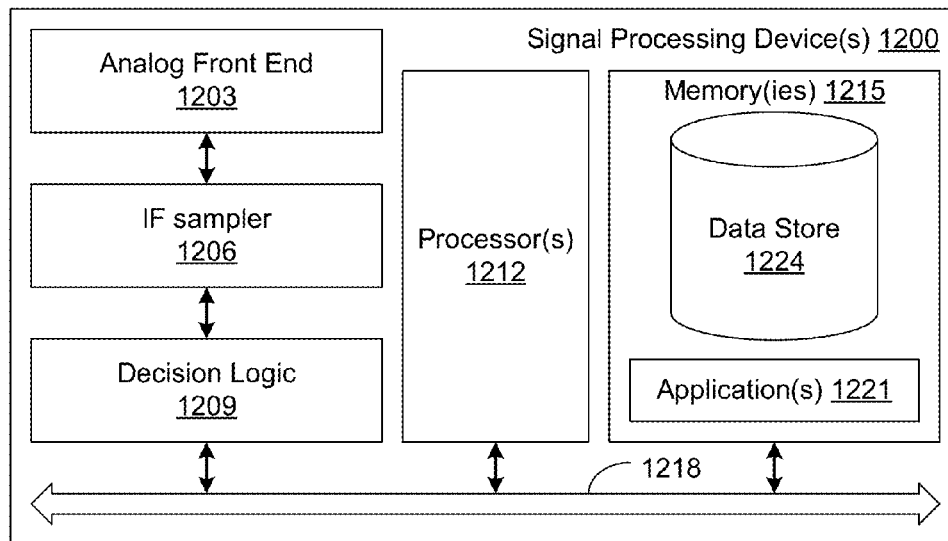 Signal Processing Device(s) 1200
Analog Front End
1203
IF sampler
1206
Decision Logic
1209
Processor(s)
1212
Memory(ies) 1215
Data Store
1224
Application(s) 1221
1218